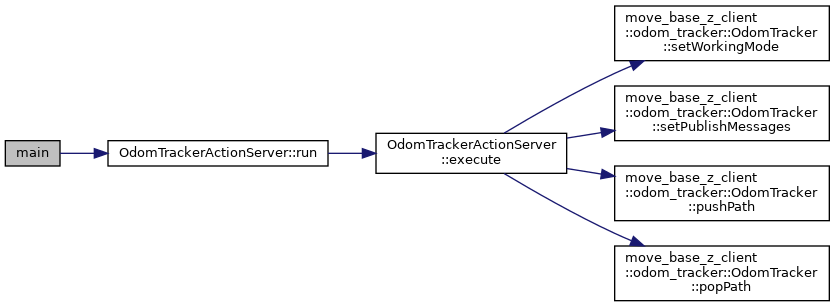 main
OdomTrackerActionServer::run
OdomTrackerActionServer
::execute
move_base_z_client
::odom_tracker::OdomTracker
::setWorkingMode
move_base_z_client
::odom_tracker::OdomTracker
::setPublishMessages
move_base_z_client
::odom_tracker::OdomTracker
::pushPath
move_base_z_client
::odom_tracker::OdomTracker
::popPath